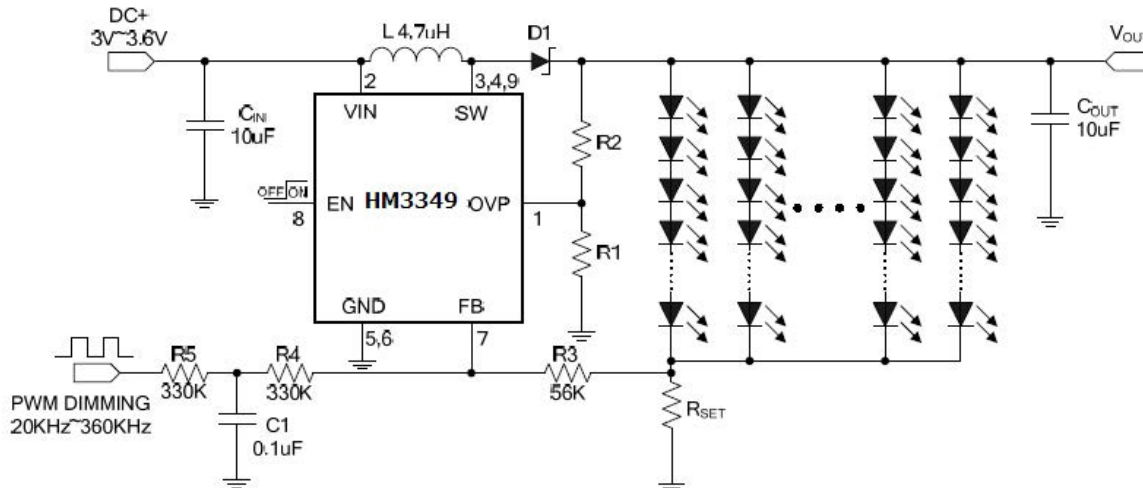 DC+
3V~3.6V
L 4,7uH
D1
V
2
3,4,9
VIN
SW
CINI
10uF
R2
COUT
10uF
OFF ON
8
EN
HM3349
OVP
1
R1
GND
FB
5,6
7
R5
330K
R4
330K
R3
56K
PWM DIMMING
20KHz~360KHz
C1
0.1uF
RSET